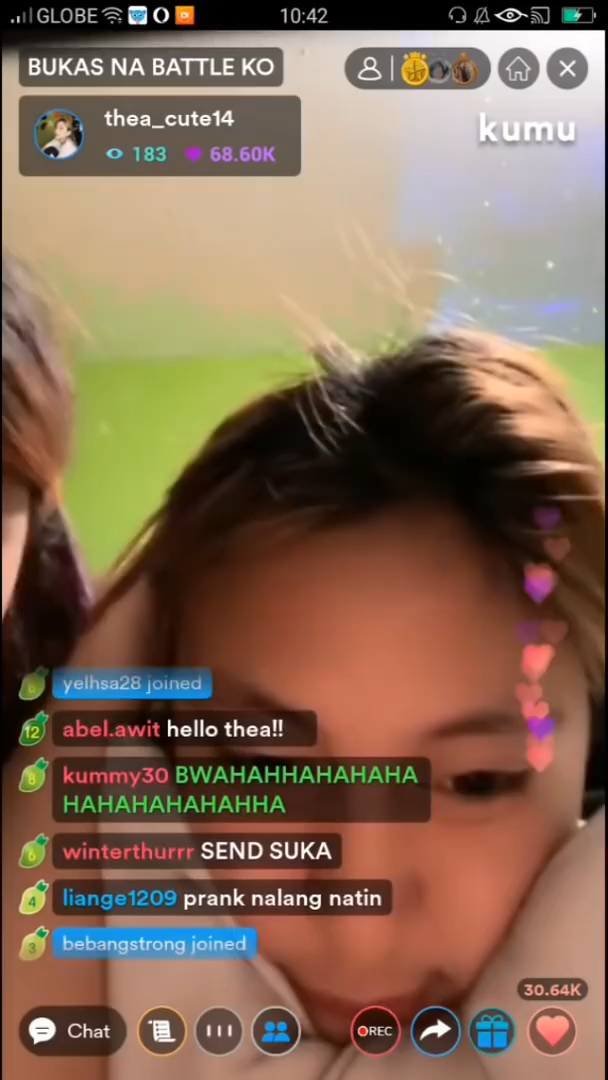 GLOBE 10:42
BUKAS NA BATTLE KO
thea_cute14
183 68.60K
kumu
6 yelhsa28 joined
12 abel.awit hello thea!!
8 kummy30 BWAHAHHAHAHAHA
HAHAHAHAHAHHA
6 winterthurrr SEND SUKA
4 liange1209 prank nalang natin
3 bebangstrong joined
30.64K
Chat REC